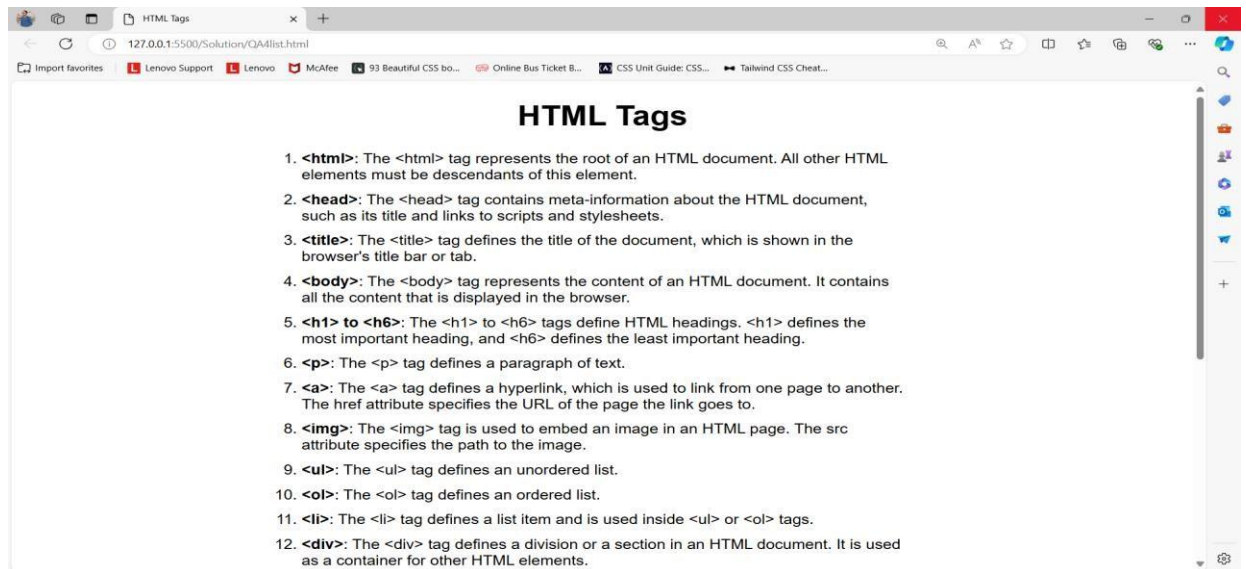 HTML Tags
127.0.0.1:5500/Solution/QA4list.html
Import favorites
Lenovo Support
Lenovo
McAfee
93 Beautiful CSS bo...
Online Bus Ticket B...
CSS Unit Guide: CSS...
Tailwind CSS Cheat...
HTML Tags
1. <html>: The <html> tag represents the root of an HTML document. All other HTML
elements must be descendants of this element.
2. <head>: The <head> tag contains meta-information about the HTML document,
such as its title and links to scripts and stylesheets.
3. <title>: The <title> tag defines the title of the document, which is shown in the
browser's title bar or tab.
4. <body>: The <body> tag represents the content of an HTML document. It contains
all the content that is displayed in the browser.
5. <h1> to <h6>: The <h1> to <h6> tags define HTML headings. <h1> defines the
most important heading, and <h6> defines the least important heading.
6. <p>: The <p> tag defines a paragraph of text.
7. <a>: The <a> tag defines a hyperlink, which is used to link from one page to another.
The href attribute specifies the URL of the page the link goes to.
8. <img>: The <img> tag is used to embed an image in an HTML page. The src
attribute specifies the path to the image.
9. <ul>: The <ul> tag defines an unordered list.
10. <ol>: The <ol> tag defines an ordered list.
11. <li>: The <li> tag defines a list item and is used inside <ul> or <ol> tags.
12. <div>: The <div> tag defines a division or a section in an HTML document. It is used
as a container for other HTML elements.